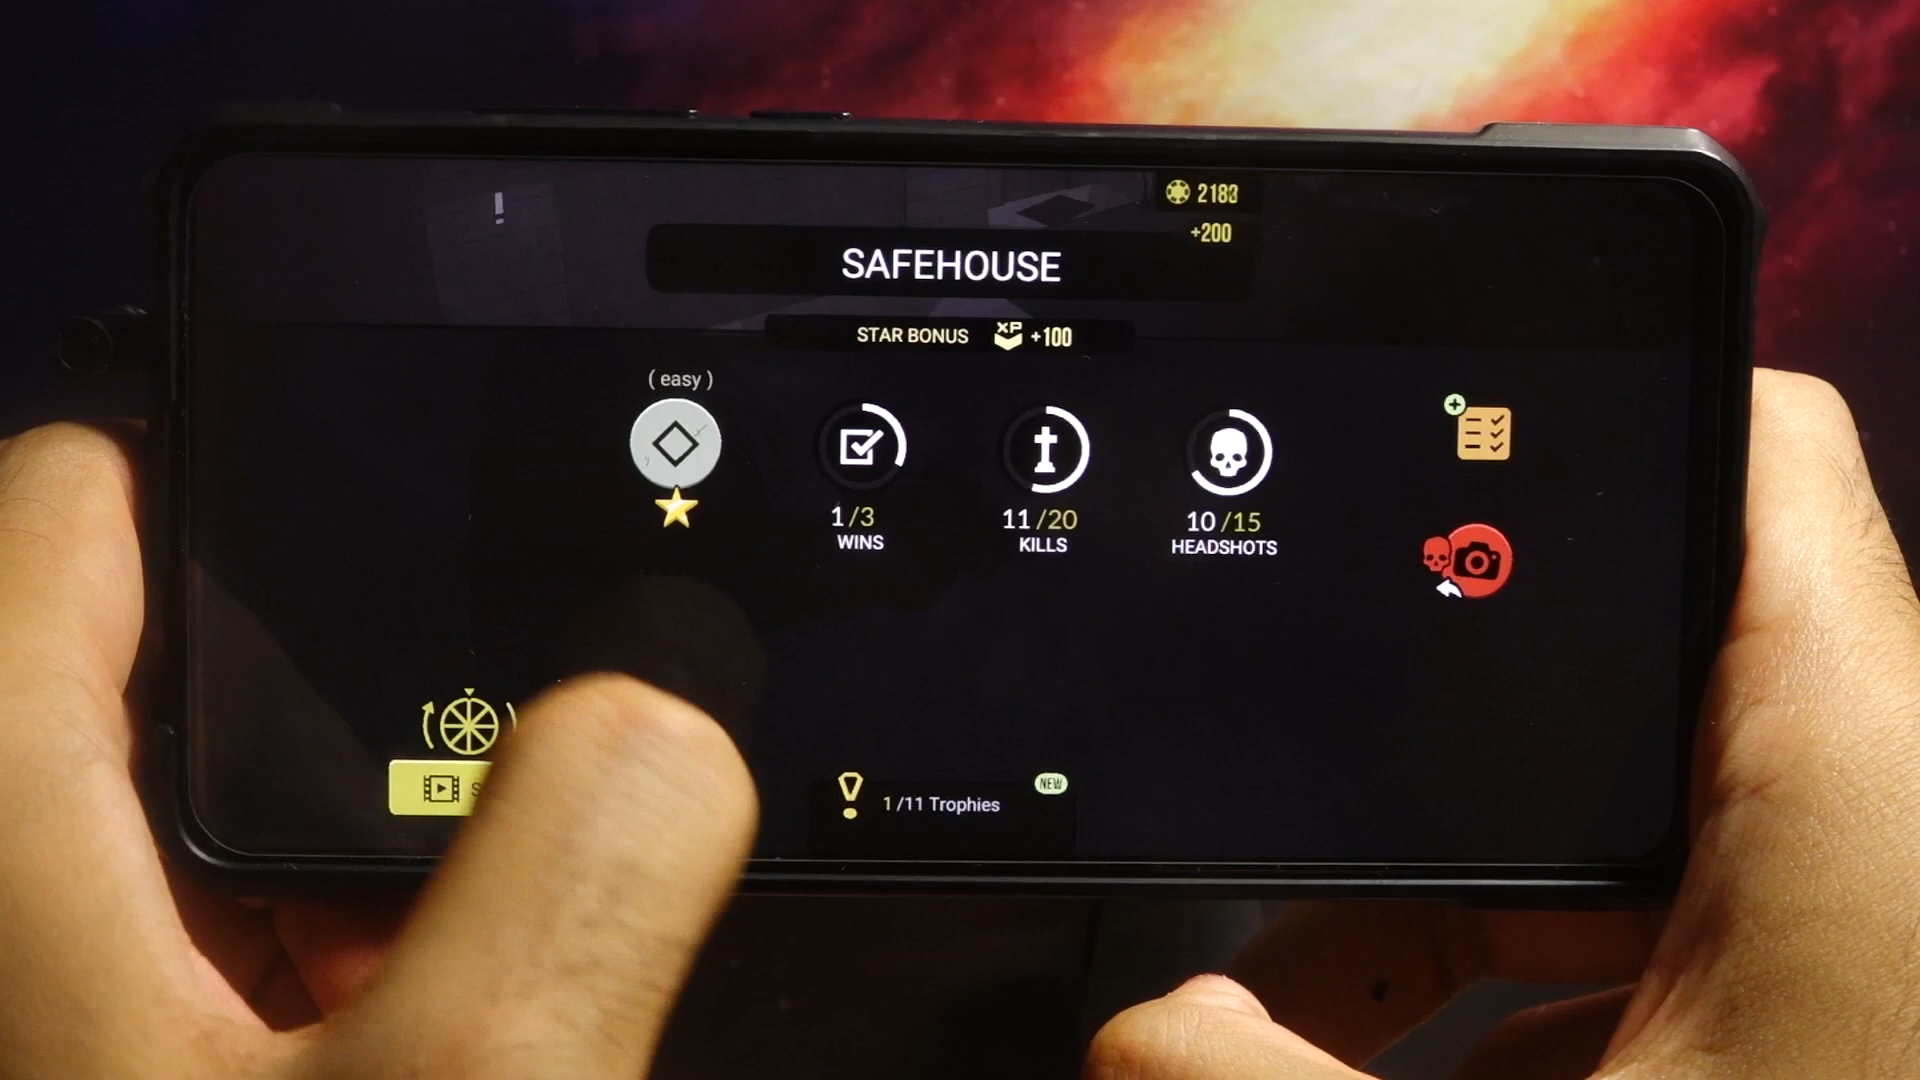 2183
+200
SAFEHOUSE
STAR BONUS XP +100
( easy )
1 /3
WINS
11 /20
KILLS
10 /15
HEADSHOTS
NEW
1 /11 Trophies